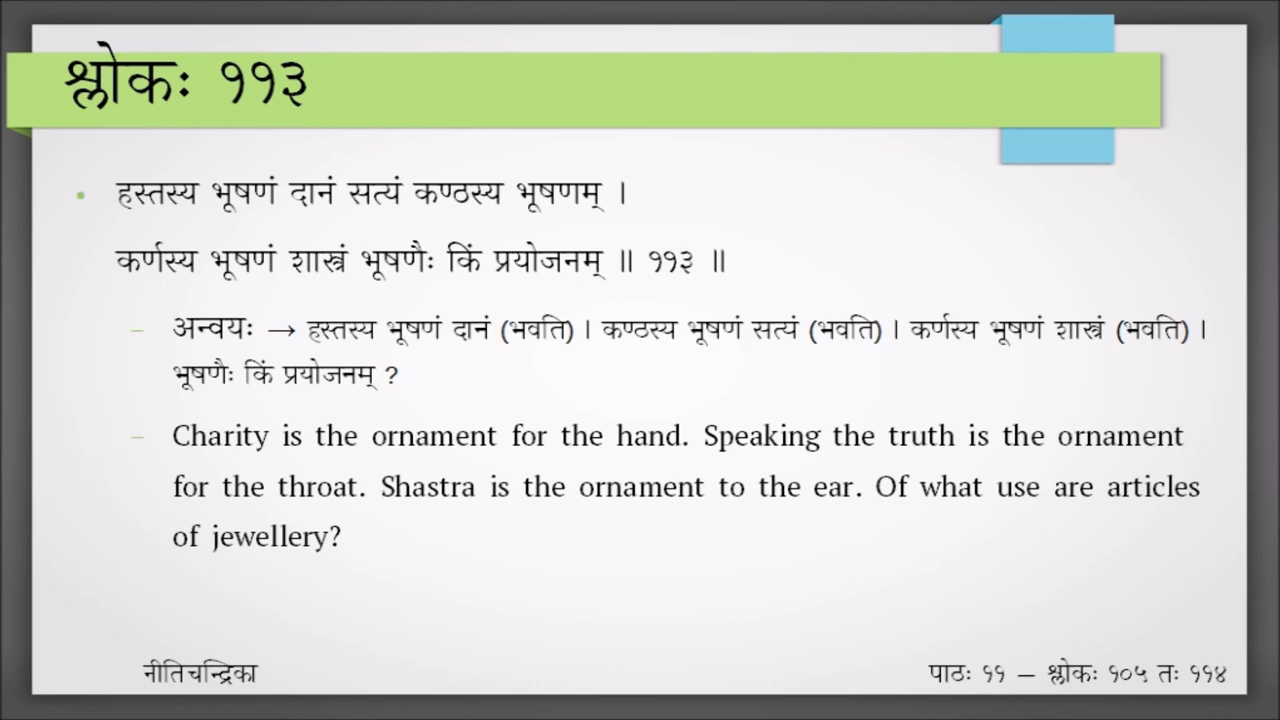 श्लोकः ११३
• हस्तस्य भूषणं दानं सत्यं कण्ठस्य भूषणम् ।
कर्णस्य भूषणं शास्त्रं भूषणैः किं प्रयोजनम् ॥ ११३ ॥
– अन्वयः → हस्तस्य भूषणं दानं (भवति) । कण्ठस्य भूषणं सत्यं (भवति) । कर्णस्य भूषणं शास्त्रं (भवति) ।
भूषणैः किं प्रयोजनम् ?
– Charity is the ornament for the hand. Speaking the truth is the ornament
for the throat. Shastra is the ornament to the ear. Of what use are articles
of jewellery?
नीतिचन्द्रिका
पाठः ११ – श्लोकः १०५ तः ११४